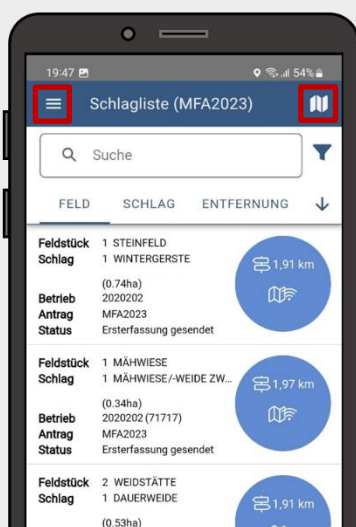 19:47 54%
Schlagliste (MFA2023)
Suche
FELD SCHLAG ENTFERNUNG
Feldstück 1 STEINFELD
Schlag 1 WINTERGERSTE
(0.74ha)
1,91 km
Betrieb 2020202
Antrag MFA2023
Status Ersterfassung gesendet
Feldstück 1 MÄHWIESE
Schlag 1 MÄHWIESE/-WEIDE ZW...
(0.34ha)
1,97 km
Betrieb 2020202 (71717)
Antrag MFA2023
Status Ersterfassung gesendet
Feldstück 2 WEIDSTÄTTE
Schlag 1 DAUERWEIDE
(0.53ha)
1,91 km